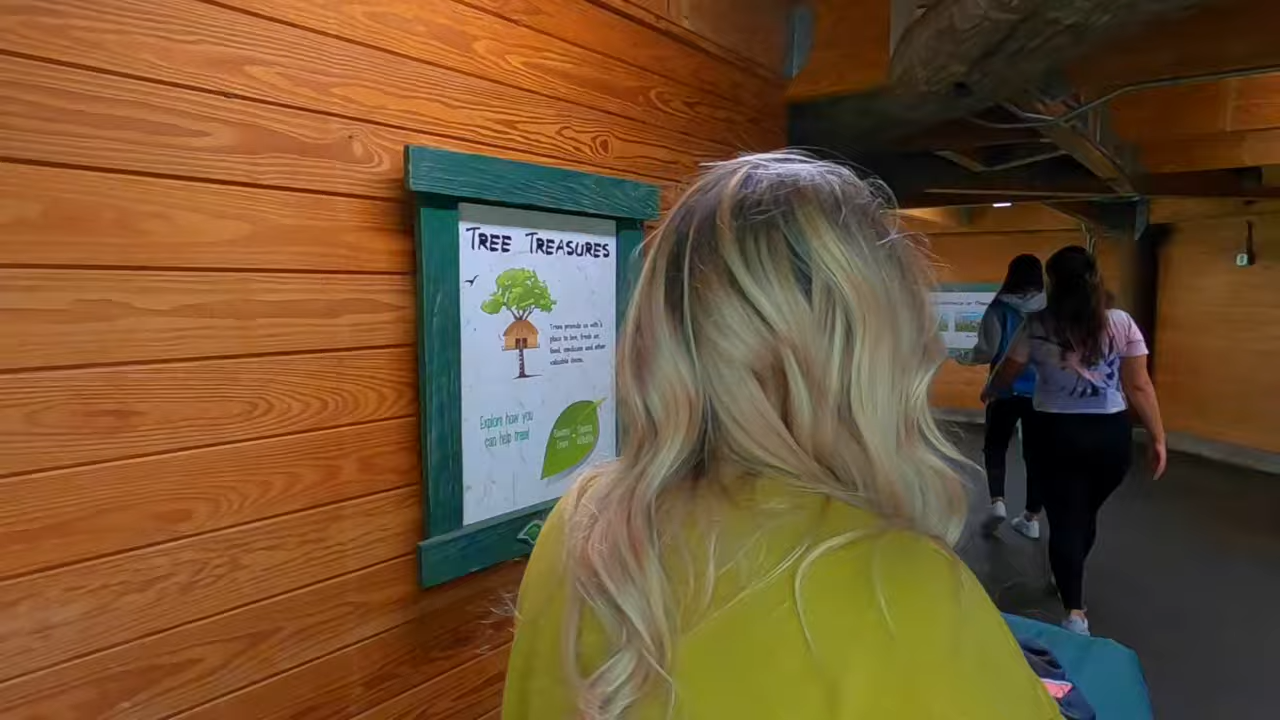 TREE TREASURES
Trees provide us with a
place to live, fresh air,
food, medicine and other
valuable items.
Explore how you
can help trees!